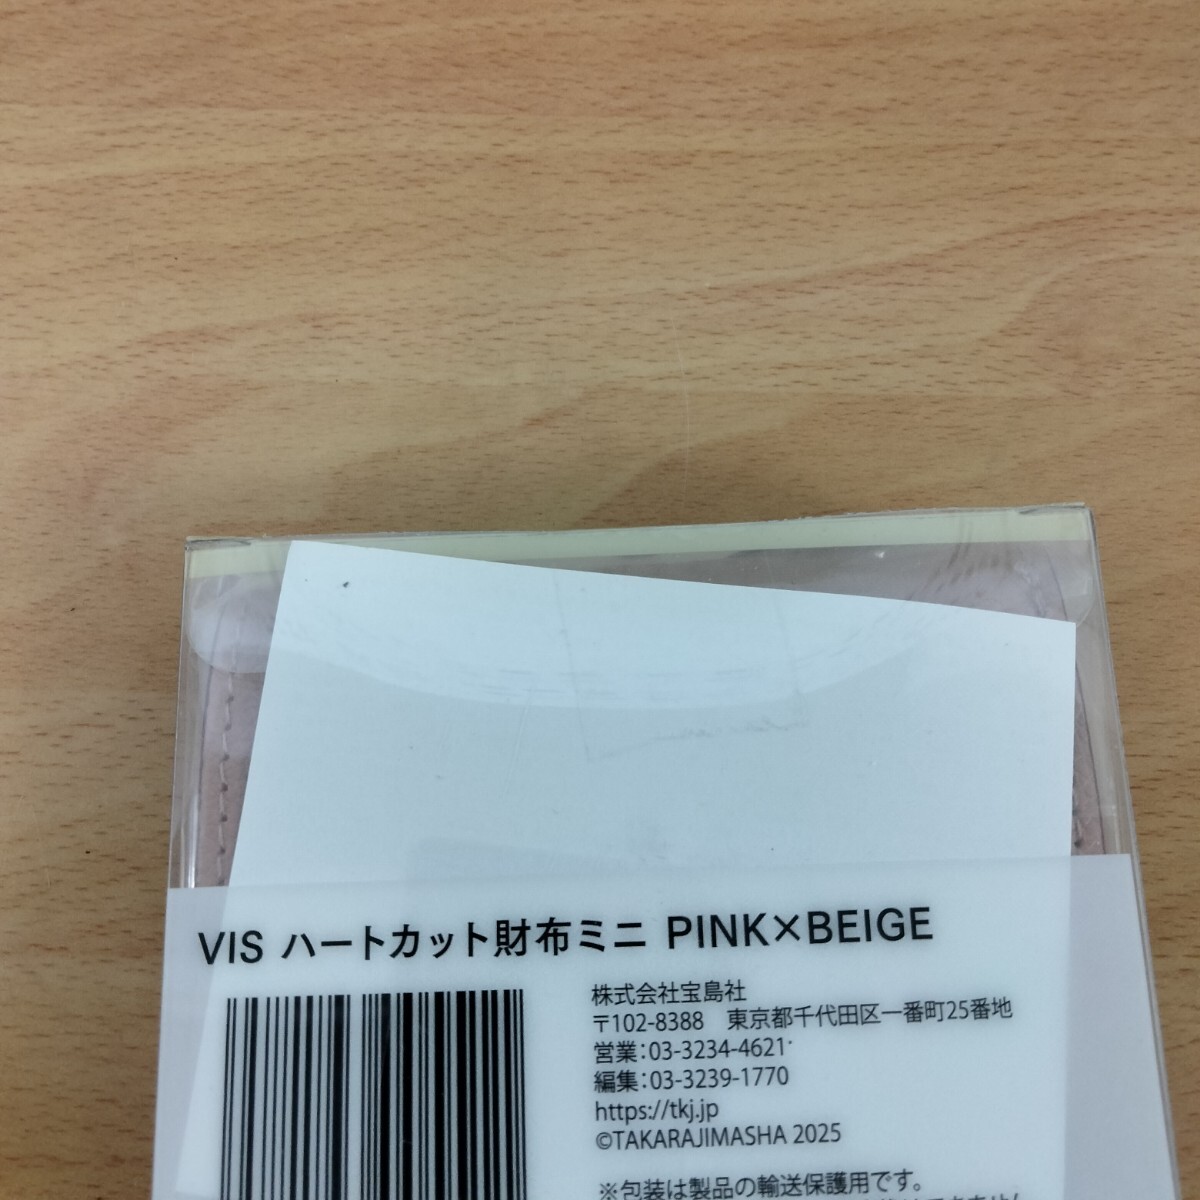 VIS ハートカット財布ミニ PINK×BEIGE
株式会社宝島社
〒102-8388　東京都千代田区一番町25番地
営業:03-3234-4621
編集:03-3239-1770
https://tkj.jp
©TAKARAJIMASHA 2025
※包装は製品の輸送保護用です。